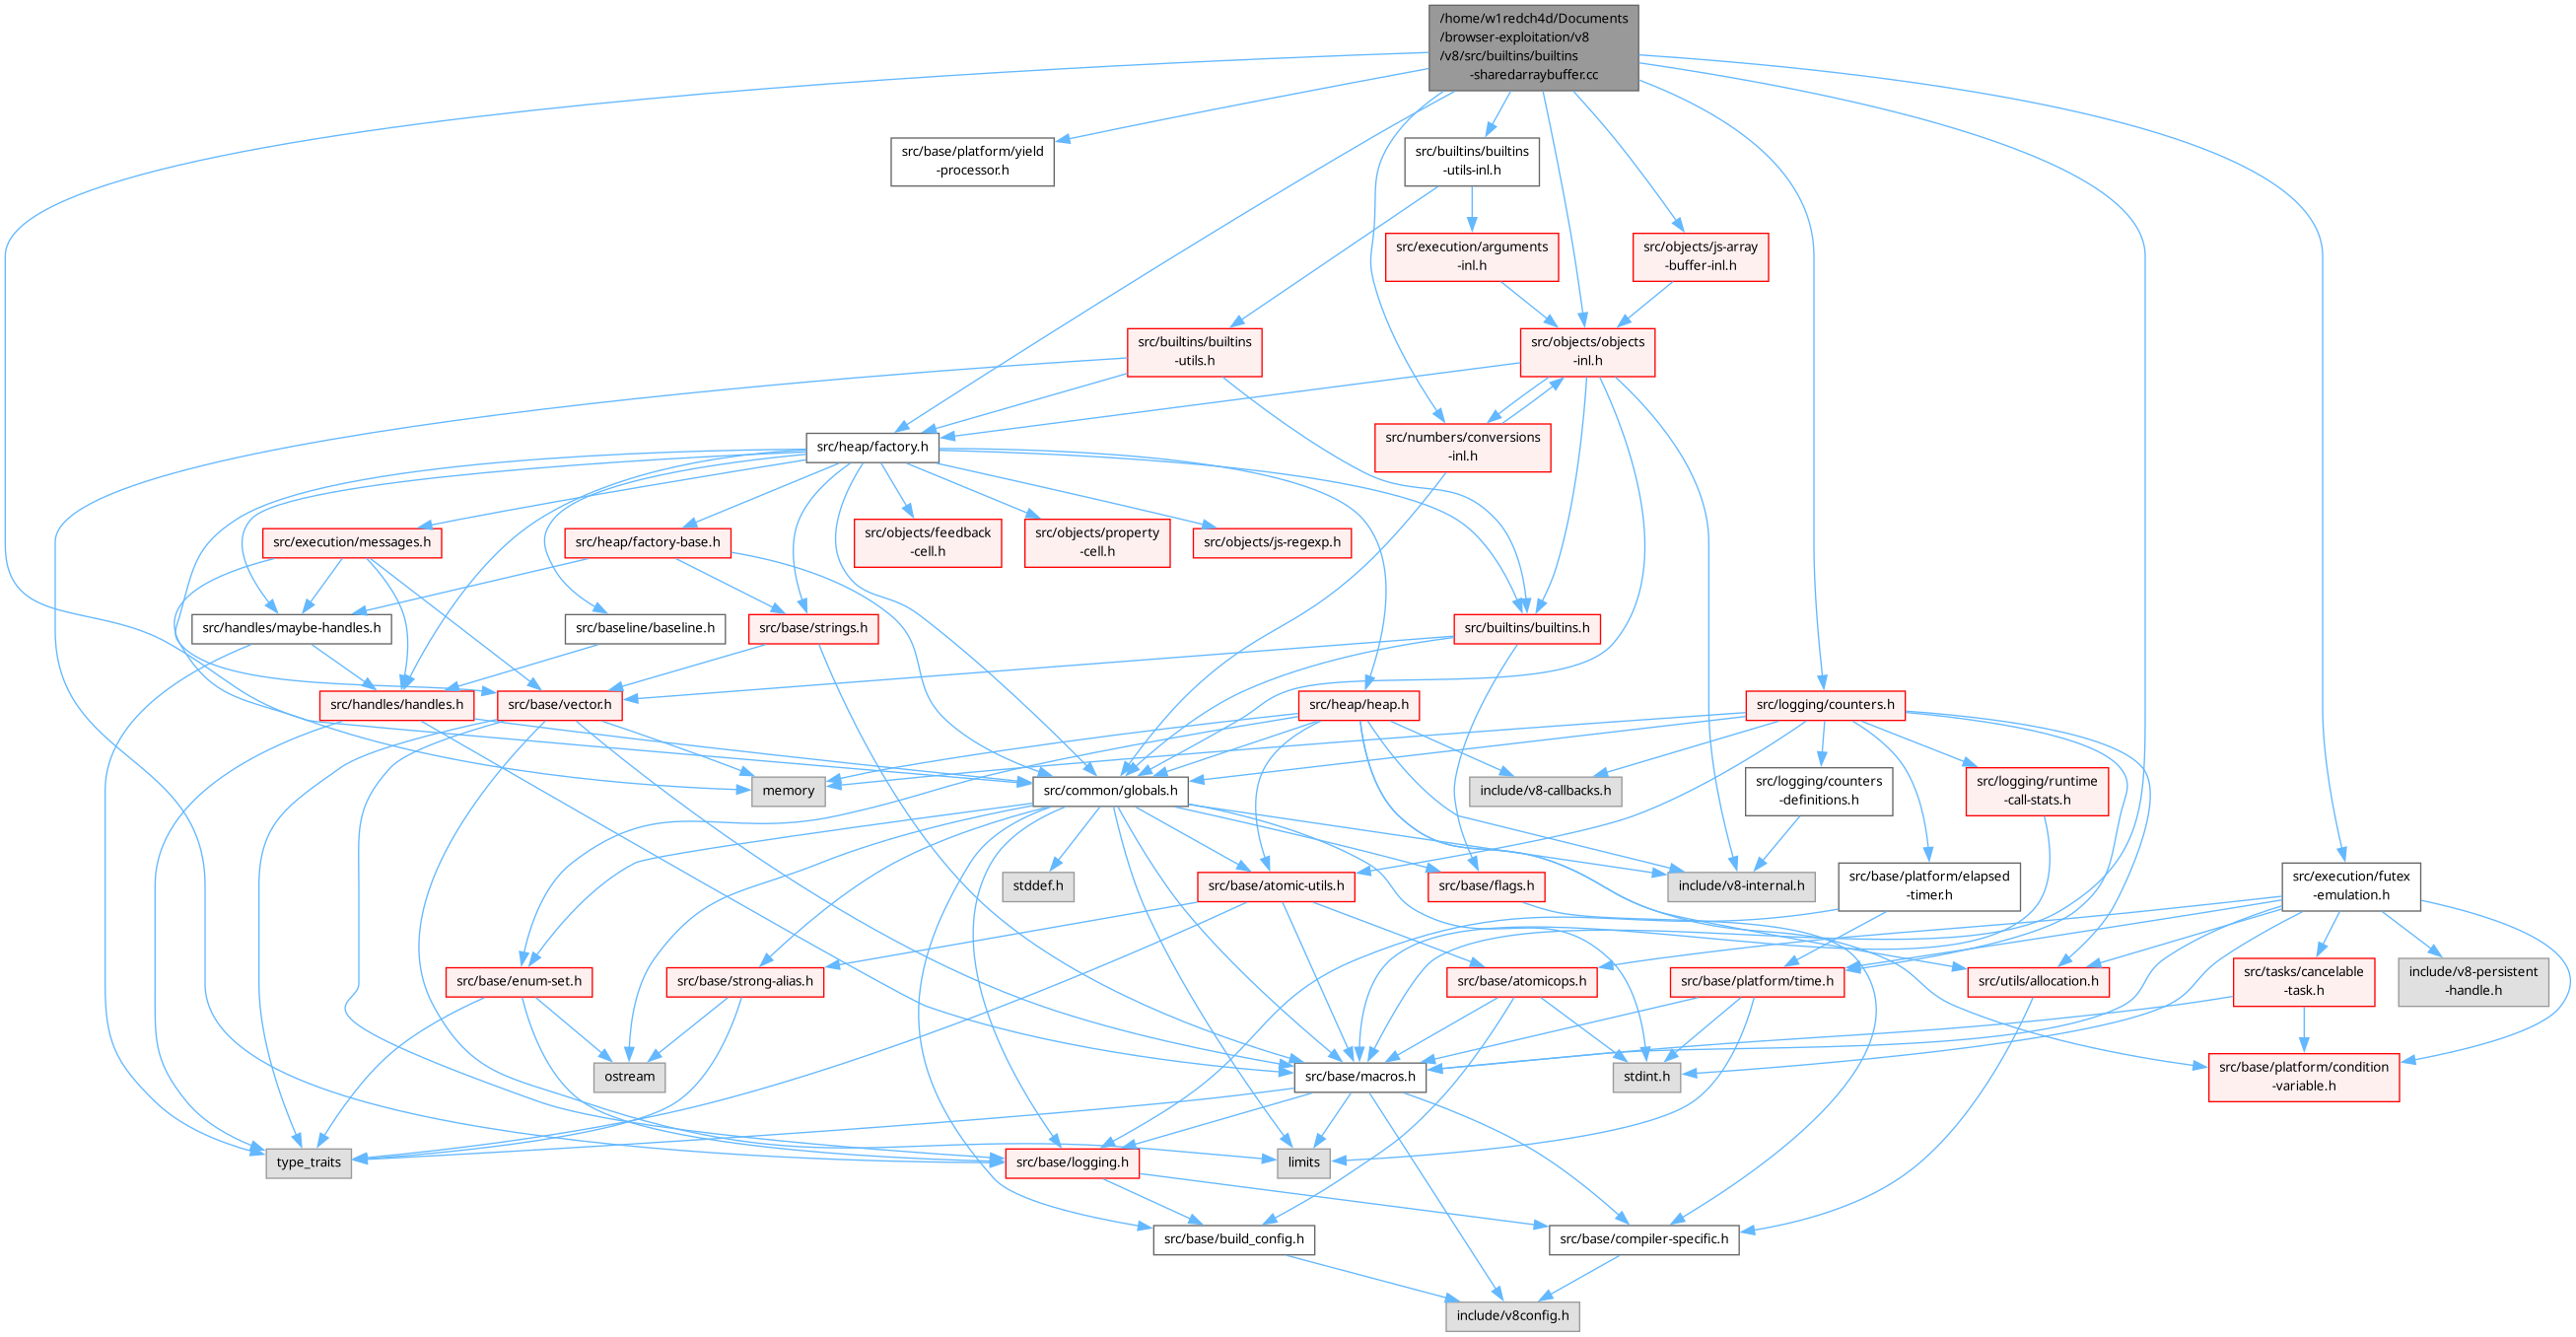 /home/w1redch4d/Documents
/browser-exploitation/v8
/v8/src/builtins/builtins
-sharedarraybuffer.cc
src/base/platform/yield
-processor.h
src/builtins/builtins
-utils-inl.h
src/execution/arguments
-inl.h
src/objects/js-array
-buffer-inl.h
src/builtins/builtins
-utils.h
src/objects/objects
-inl.h
src/heap/factory.h
src/numbers/conversions
-inl.h
src/execution/messages.h
src/heap/factory-base.h
src/objects/feedback
-cell.h
src/objects/property
-cell.h
src/objects/js-regexp.h
src/handles/maybe-handles.h
src/baseline/baseline.h
src/base/strings.h
src/builtins/builtins.h
src/handles/handles.h
src/base/vector.h
src/heap/heap.h
src/logging/counters.h
memory
src/common/globals.h
include/v8-callbacks.h
src/logging/counters
-definitions.h
src/logging/runtime
-call-stats.h
stddef.h
src/base/atomic-utils.h
src/base/flags.h
include/v8-internal.h
src/base/platform/elapsed
-timer.h
src/execution/futex
-emulation.h
src/base/enum-set.h
src/base/strong-alias.h
src/base/atomicops.h
src/base/platform/time.h
src/utils/allocation.h
src/tasks/cancelable
-task.h
include/v8-persistent
-handle.h
ostream
src/base/macros.h
stdint.h
src/base/platform/condition
-variable.h
type_traits
src/base/logging.h
limits
src/base/build_config.h
src/base/compiler-specific.h
include/v8config.h